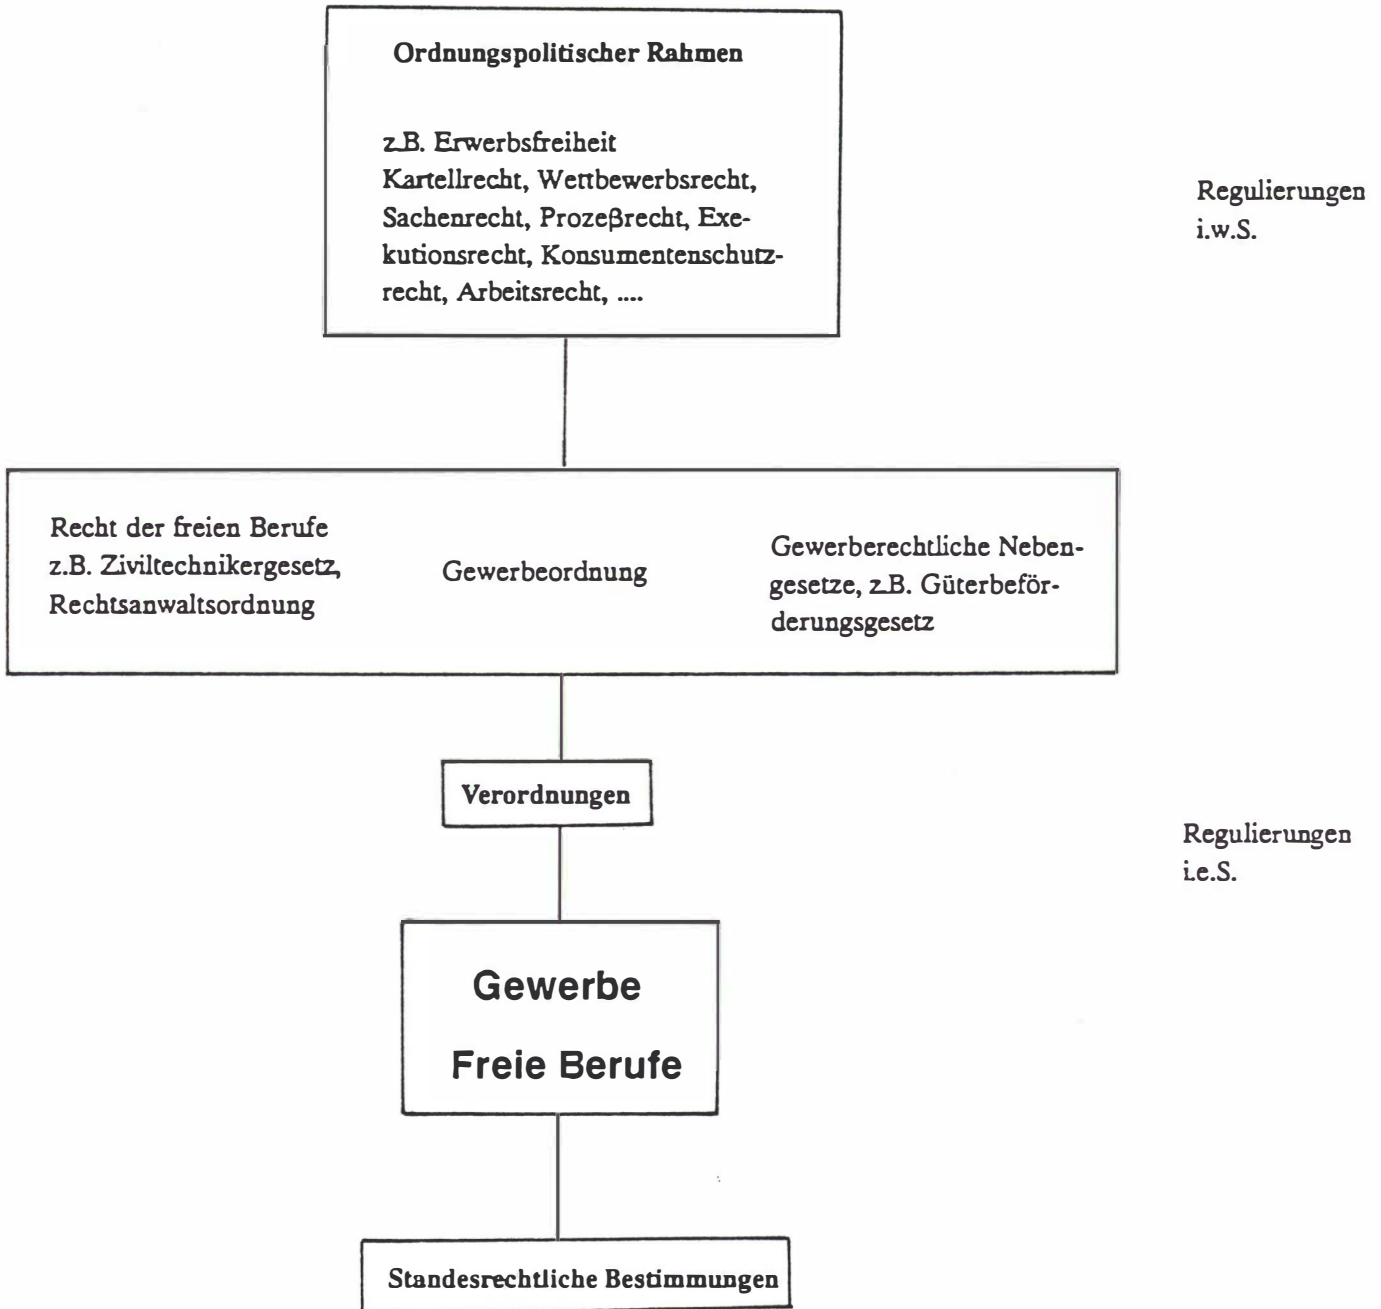 Ordnungspolitischer Rahmen
z.B. Erwerbsfreiheit
Kartellrecht, Wettbewerbsrecht,
Sachenrecht, Prozeßrecht, Exe-
kutionsrecht, Konsumentenschutz-
recht, Arbeitsrecht, ....
Regulierungen
i.w.S.
Recht der freien Berufe
z.B. Ziviltechnikergesetz,
Rechtsanwaltsordnung
Gewerbeordnung
Gewerberechtliche Neben-
gesetze, z.B. Güterbeför-
derungsgesetz
Verordnungen
Regulierungen
i.e.S.
Gewerbe
Freie Berufe
Standesrechtliche Bestimmungen